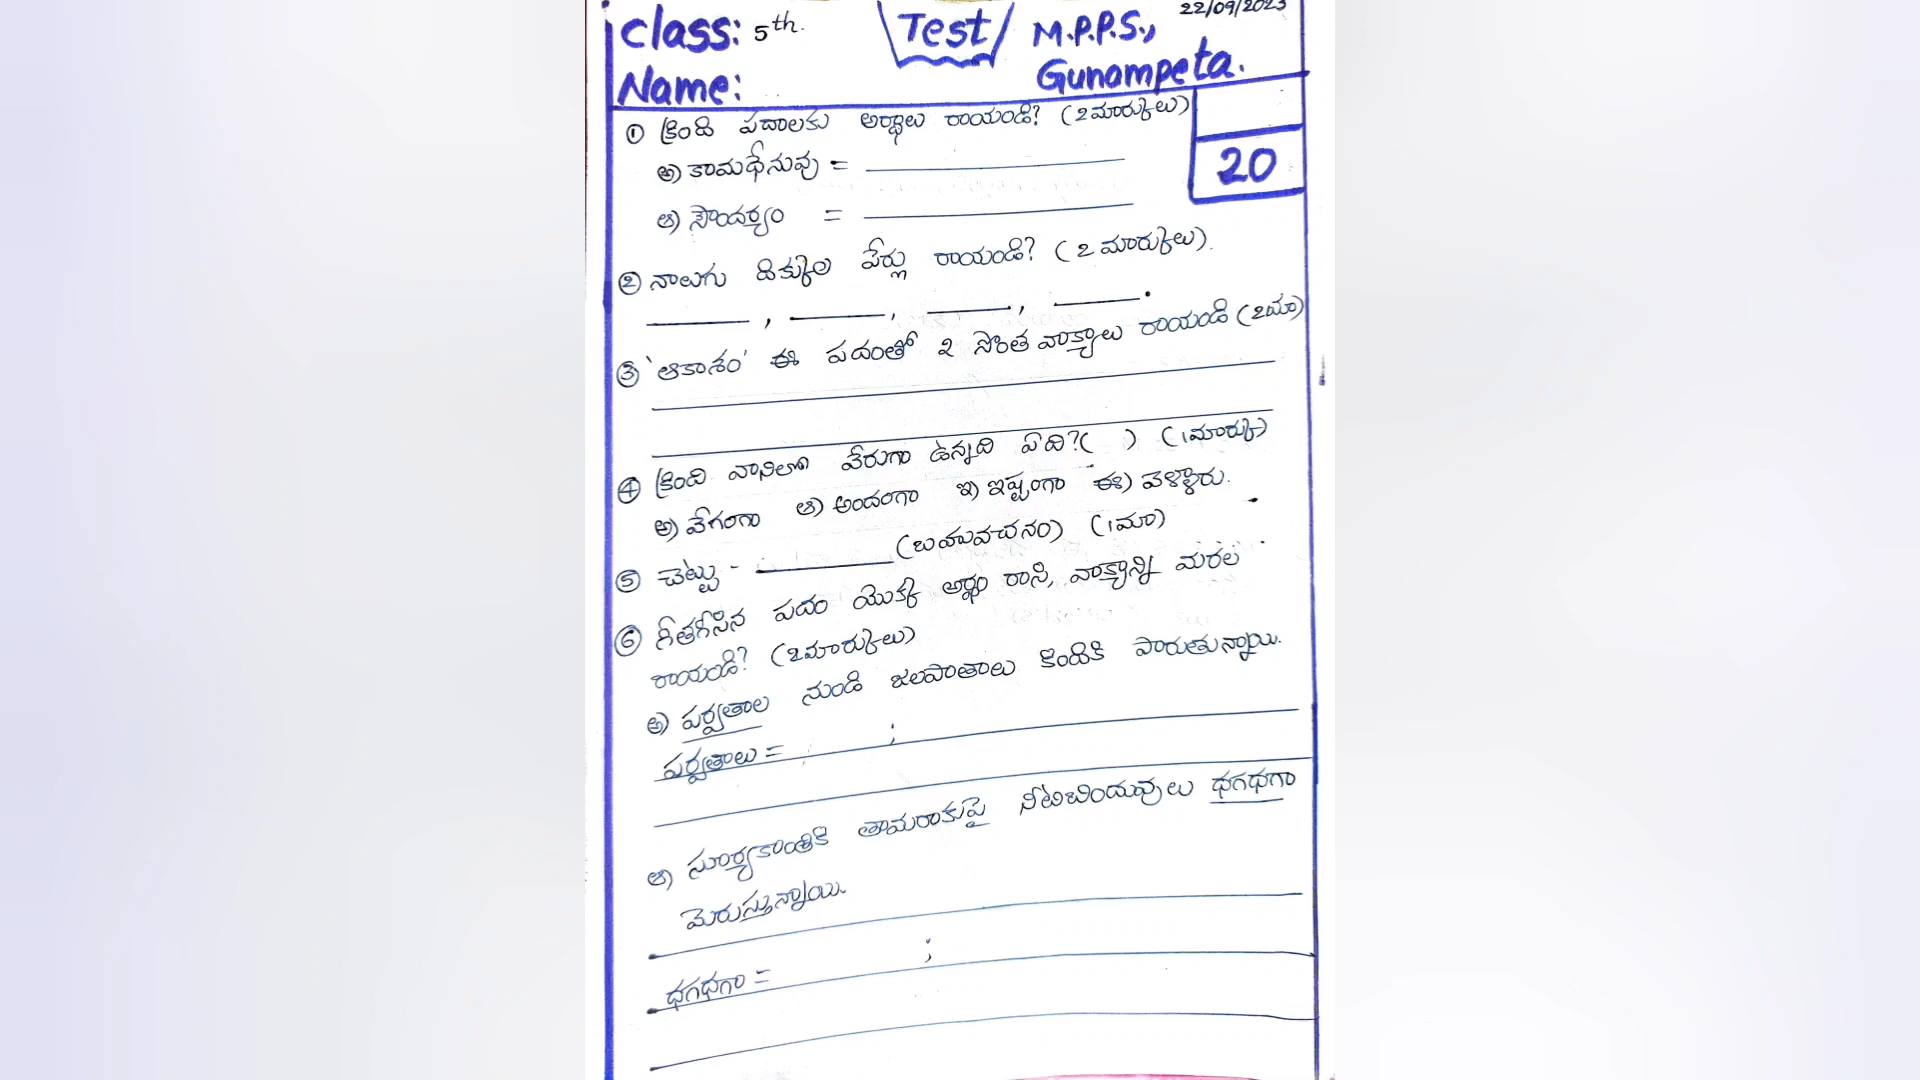 22/09/2023
Class: 5th. Test M.P.P.S.,
Name: Gunampeta.
① క్రింది పదాలకు అర్థాలు రాయండి? (2మార్కులు)
20
అ) కామధేనువు =
ఆ) సౌందర్యం =
② నాలుగు దిక్కుల పేర్లు రాయండి? (2 మార్కులు).
, , , .
③ 'ఆకాశం' ఈ పదంతో 2 సొంత వాక్యాలు రాయండి (2మా)
④ క్రింది వానిలో వేరుగా ఉన్నది ఏది? ( ) (1మార్కు)
అ) వేగంగా ఆ) అందంగా ఇ) ఇష్టంగా ఈ) వెళ్ళారు.
⑤ చెట్టు - (బహువచనం) (1మా)
⑥ గీతగీసిన పదం యొక్క అర్థం రాసి, వాక్యాన్ని మరల
రాయండి? (2మార్కులు)
అ) పర్వతాల నుండి జలపాతాలు కిందికి పారుతున్నాయి.
పర్వతాలు = ;
ఆ) సూర్యకాంతికి తామరాకుపై నీటిబిందువులు ధగధగా
మెరుస్తున్నాయి.
ధగధగా = ;